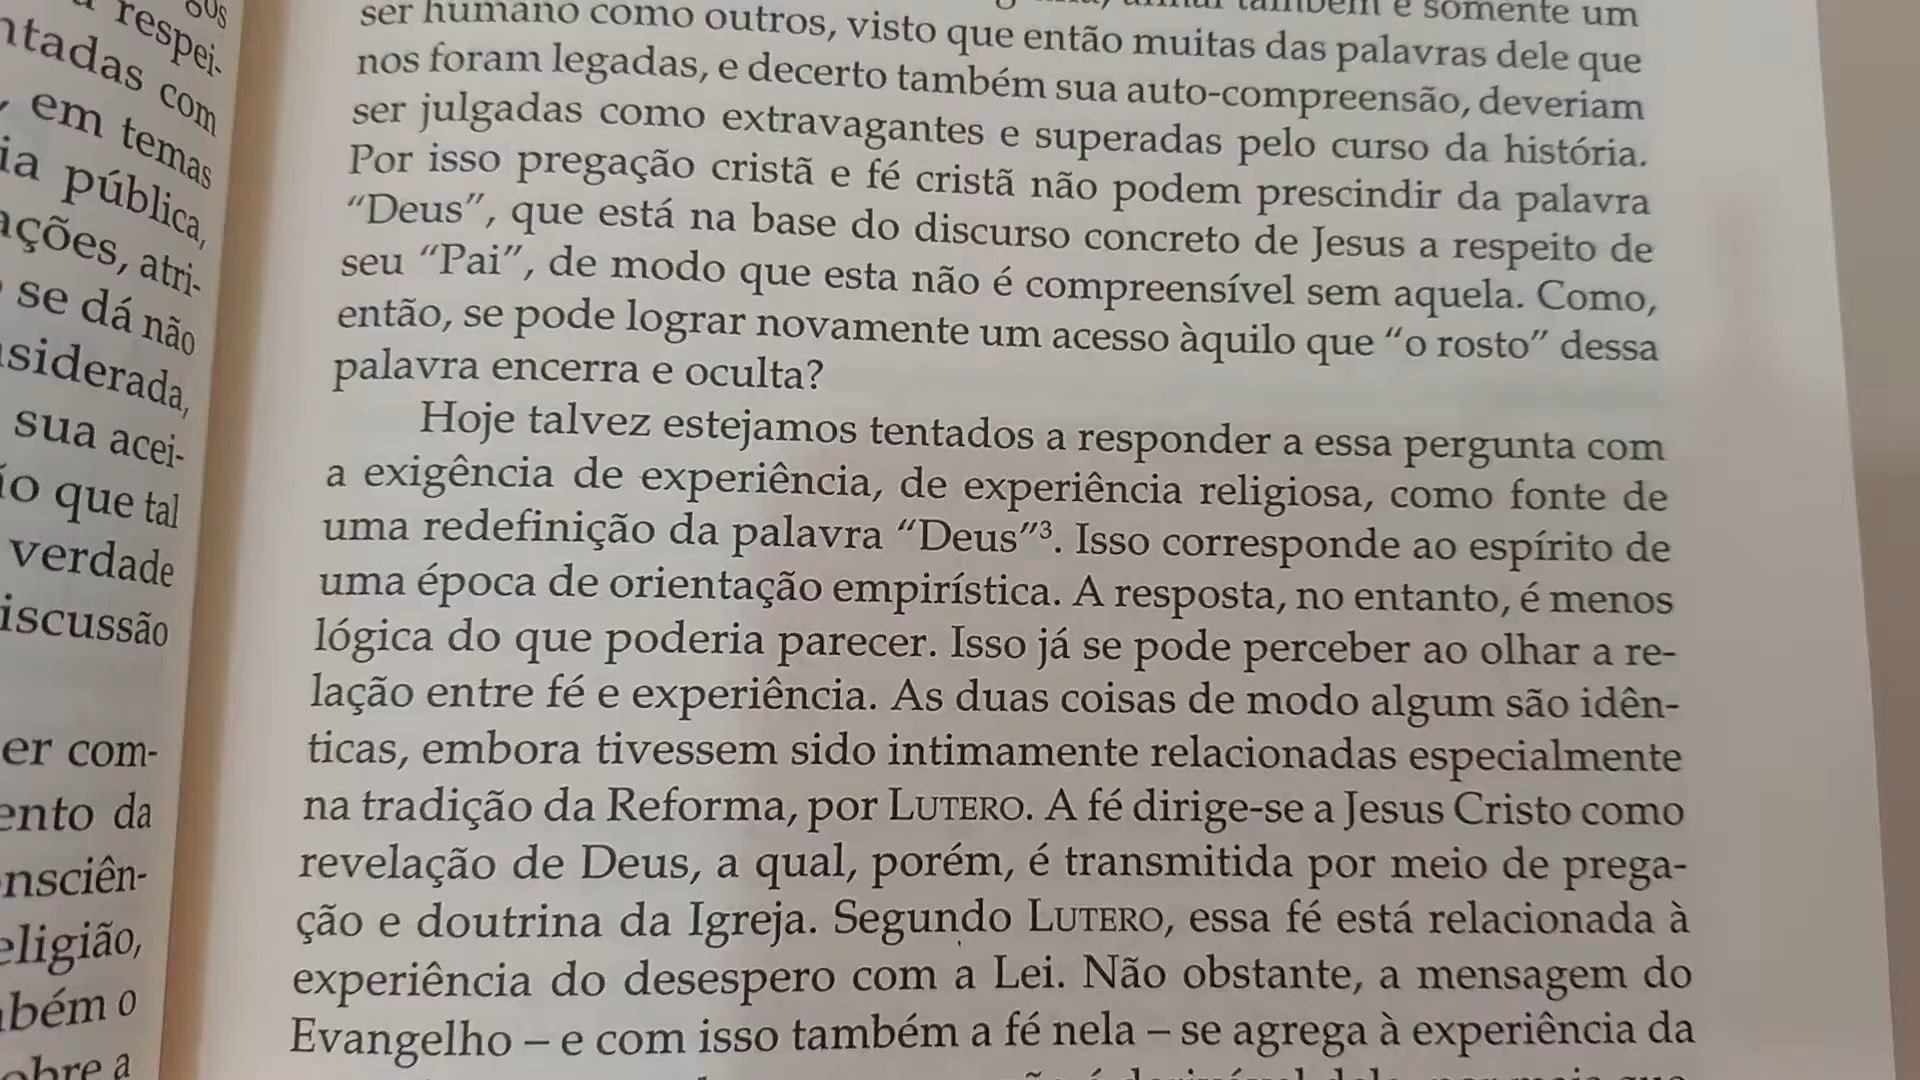 gos
respei-
ntadas com
em temas
ia pública,
ações, atri-
se dá não
nsiderada,
sua acei-
ão que tal
verdade
iscussão
er com-
ento da
nsciên-
eligião,
mbém o
obre a
também é somente um
ser humano como outros, visto que então muitas das palavras dele que
nos foram legadas, e decerto também sua auto-compreensão, deveriam
ser julgadas como extravagantes e superadas pelo curso da história.
Por isso pregação cristã e fé cristã não podem prescindir da palavra
“Deus”, que está na base do discurso concreto de Jesus a respeito de
seu “Pai”, de modo que esta não é compreensível sem aquela. Como,
então, se pode lograr novamente um acesso àquilo que “o rosto” dessa
palavra encerra e oculta?
Hoje talvez estejamos tentados a responder a essa pergunta com
a exigência de experiência, de experiência religiosa, como fonte de
uma redefinição da palavra “Deus”³. Isso corresponde ao espírito de
uma época de orientação empirística. A resposta, no entanto, é menos
lógica do que poderia parecer. Isso já se pode perceber ao olhar a re-
lação entre fé e experiência. As duas coisas de modo algum são idên-
ticas, embora tivessem sido intimamente relacionadas especialmente
na tradição da Reforma, por LUTERO. A fé dirige-se a Jesus Cristo como
revelação de Deus, a qual, porém, é transmitida por meio de prega-
ção e doutrina da Igreja. Segundo LUTERO, essa fé está relacionada à
experiência do desespero com a Lei. Não obstante, a mensagem do
Evangelho – e com isso também a fé nela – se agrega à experiência da